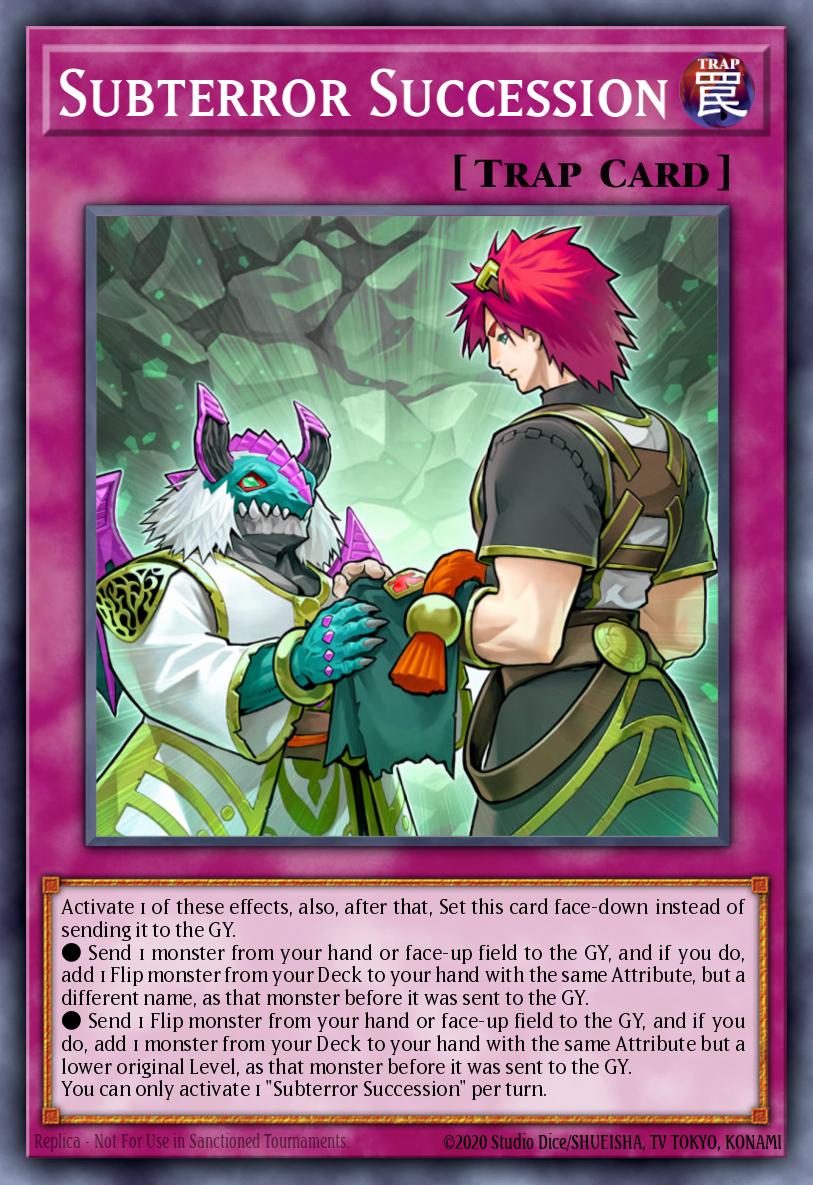 Subterror Succession
TRAP
罠
[Trap Card]
Activate 1 of these effects, also, after that, Set this card face-down instead of
sending it to the GY.
● Send 1 monster from your hand or face-up field to the GY, and if you do,
add 1 Flip monster from your Deck to your hand with the same Attribute, but a
different name, as that monster before it was sent to the GY.
● Send 1 Flip monster from your hand or face-up field to the GY, and if you
do, add 1 monster from your Deck to your hand with the same Attribute but a
lower original Level, as that monster before it was sent to the GY.
You can only activate 1 "Subterror Succession" per turn.
Replica - Not For Use in Sanctioned Tournaments.
©2020 Studio Dice/SHUEISHA, TV TOKYO, KONAMI